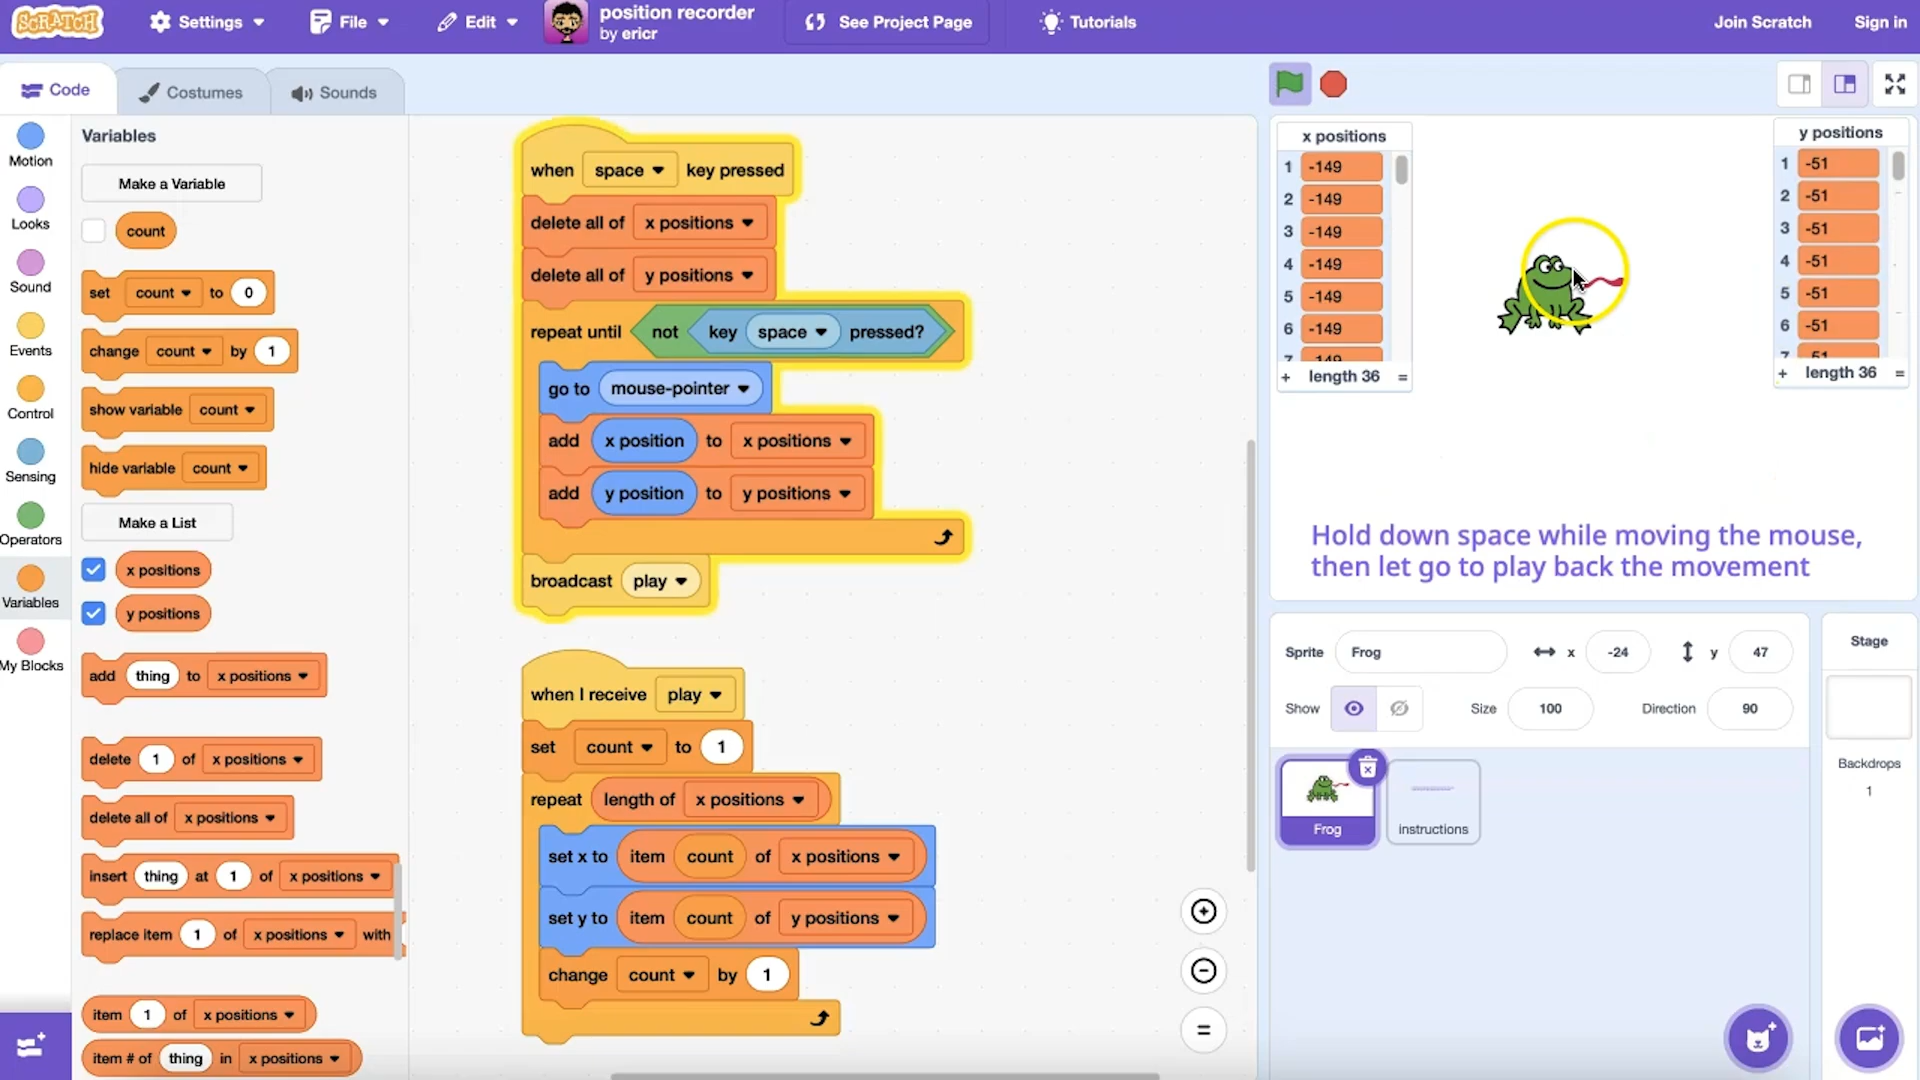 SCRATCH
Settings
File
Edit
position recorder
by ericr
See Project Page
Tutorials
Join Scratch
Sign in
Code
Costumes
Sounds
Motion
Looks
Sound
Events
Control
Sensing
Operators
Variables
My Blocks
Variables
Make a Variable
count
set count to 0
change count by 1
show variable count
hide variable count
Make a List
x positions
y positions
add thing to x positions
delete 1 of x positions
delete all of x positions
insert thing at 1 of x positions
replace item 1 of x positions with
item 1 of x positions
item # of thing in x positions
when space key pressed
delete all of x positions
delete all of y positions
repeat until not key space pressed?
go to mouse-pointer
add x position to x positions
add y position to y positions
broadcast play
when I receive play
set count to 1
repeat length of x positions
set x to item count of x positions
set y to item count of y positions
change count by 1
x positions
1 -149
2 -149
3 -149
4 -149
5 -149
6 -149
7 -149
+ length 36 =
y positions
1 -51
2 -51
3 -51
4 -51
5 -51
6 -51
7 -51
+ length 36 =
Hold down space while moving the mouse,
then let go to play back the movement
Sprite Frog x -24 y 47
Show Size 100 Direction 90
Frog
instructions
Stage
Backdrops
1